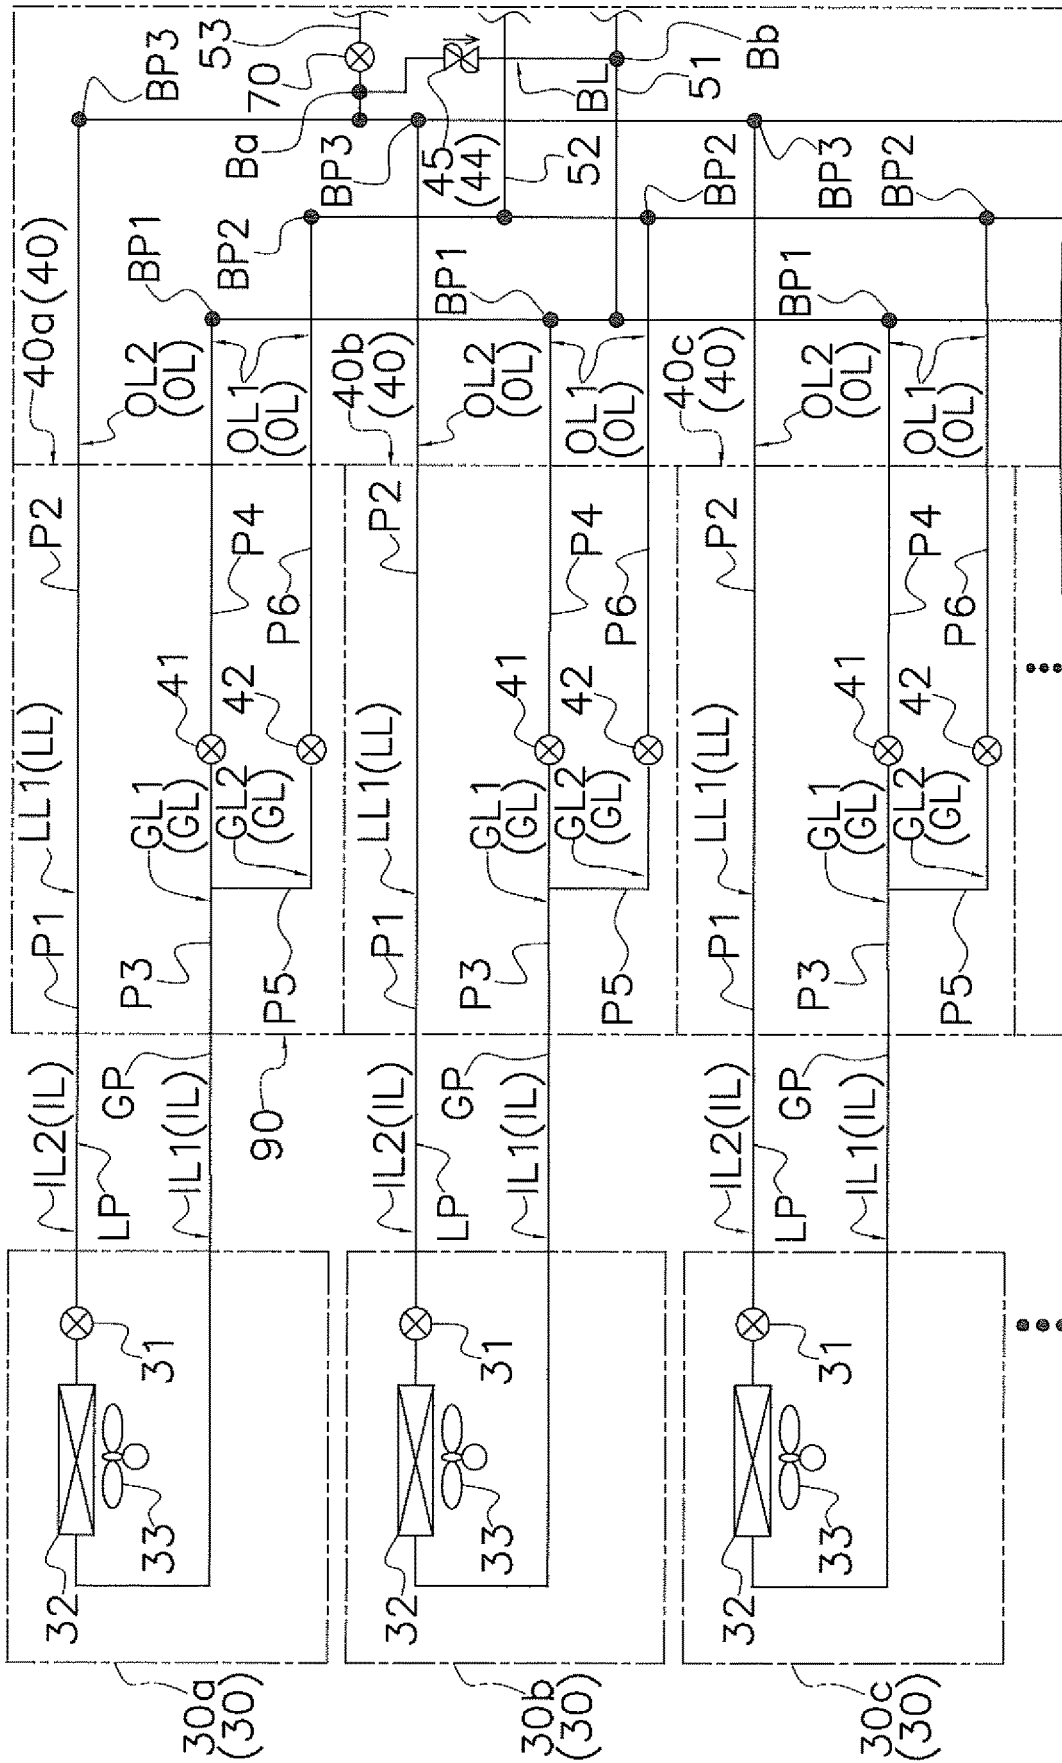 53
70
Ba
BP3
BP3
45
(44)
BL
51
Bb
52
BP2
BP3
BP2
40a(40)
BP1
BP2
BP1
BP1
OL2
(OL)
OL1
(OL)
40b
(40)
OL2
(OL)
OL1
(OL)
40c
(40)
OL2
(OL)
OL1
(OL)
P2
P4
P6
P2
P4
P6
P2
P4
P6
LL1(LL)
41
42
GL1
(GL)
GL2
(GL)
LL1(LL)
41
42
GL1
(GL)
GL2
(GL)
LL1(LL)
41
42
GL1
(GL)
GL2
(GL)
P1
P3
P5
P1
P3
P5
P1
P3
P5
IL2(IL)
LP
GP
IL1(IL)
90
IL2(IL)
LP
GP
IL1(IL)
IL2(IL)
LP
GP
IL1(IL)
31
33
32
31
33
32
31
33
32
30a
(30)
30b
(30)
30c
(30)